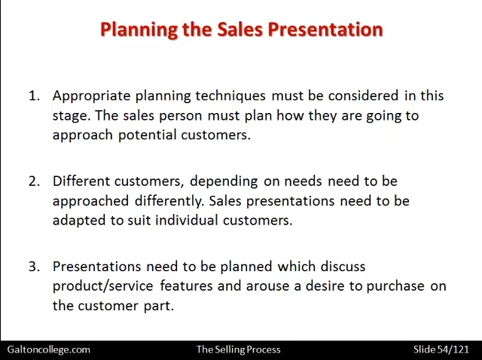 Planning the Sales Presentation
1. Appropriate planning techniques must be considered in this
stage. The sales person must plan how they are going to
approach potential customers.
2. Different customers, depending on needs need to be
approached differently. Sales presentations need to be
adapted to suit individual customers.
3. Presentations need to be planned which discuss
product/service features and arouse a desire to purchase on
the customer part.
Galtoncollege.com The Selling Process Slide 54/121